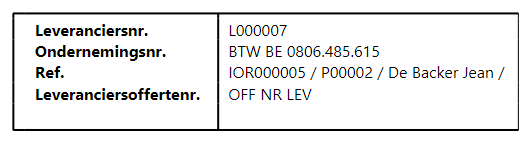 Leveranciersnr. L000007
Ondernemingsnr. BTW BE 0806.485.615
Ref. IOR000005 / P00002 / De Backer Jean /
Leveranciersoffertenr. OFF NR LEV